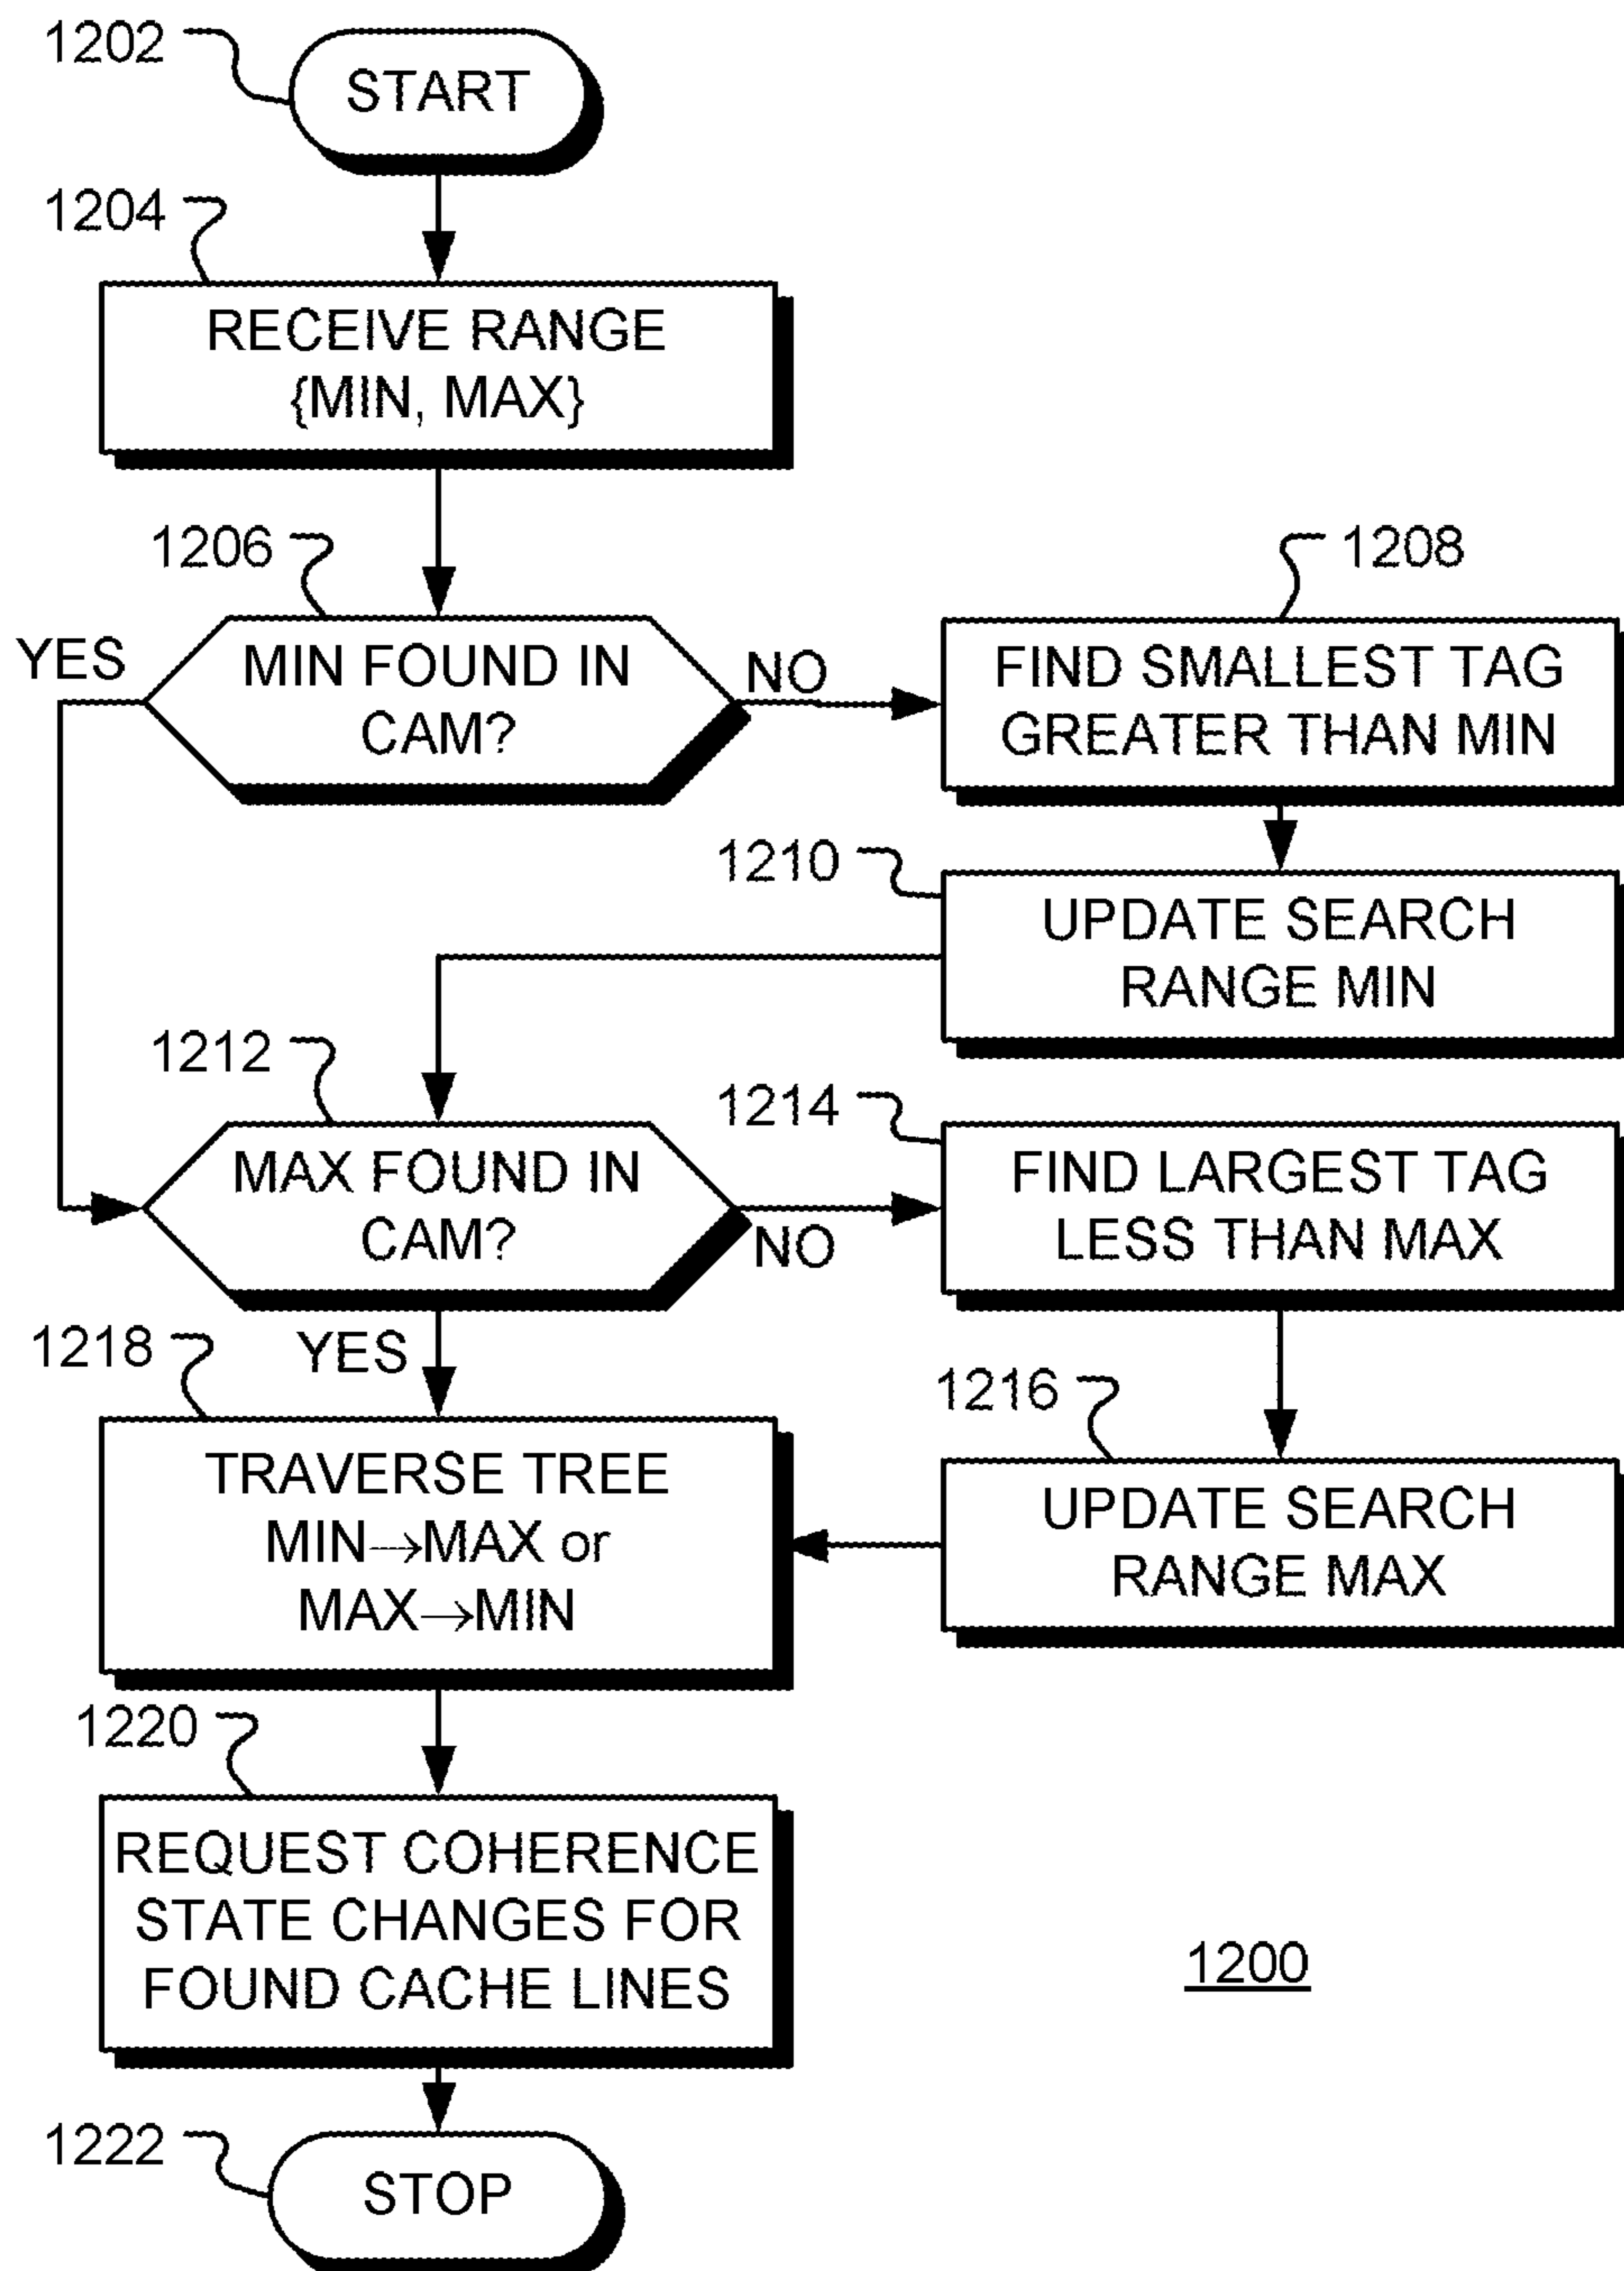 1202
START
1204
RECEIVE RANGE
{MIN, MAX}
1206
YES
MIN FOUND IN
CAM?
NO
1208
FIND SMALLEST TAG
GREATER THAN MIN
1210
UPDATE SEARCH
RANGE MIN
1212
MAX FOUND IN
CAM?
NO
YES
1214
FIND LARGEST TAG
LESS THAN MAX
1216
UPDATE SEARCH
RANGE MAX
1218
TRAVERSE TREE
MIN→MAX or
MAX→MIN
1220
REQUEST COHERENCE
STATE CHANGES FOR
FOUND CACHE LINES
1200
1222
STOP